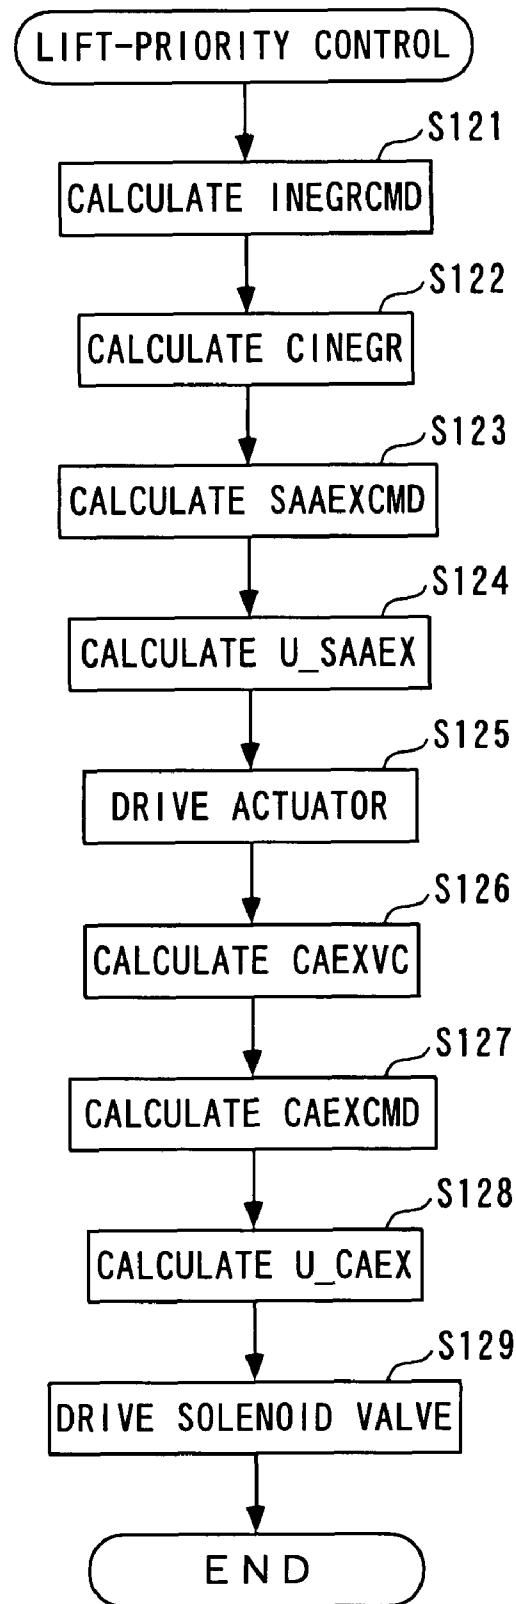 LIFT-PRIORITY CONTROL
S121
CALCULATE INEGRCMD
S122
CALCULATE CINEGR
S123
CALCULATE SAAEXCMD
S124
CALCULATE U_SAAEX
S125
DRIVE ACTUATOR
S126
CALCULATE CAEXVC
S127
CALCULATE CAEXCMD
S128
CALCULATE U_CAEX
S129
DRIVE SOLENOID VALVE
END